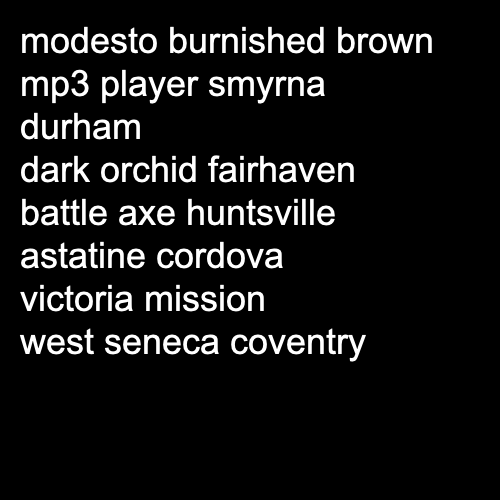 modesto burnished brown
mp3 player smyrna
durham
dark orchid fairhaven
battle axe huntsville
astatine cordova
victoria mission
west seneca coventry